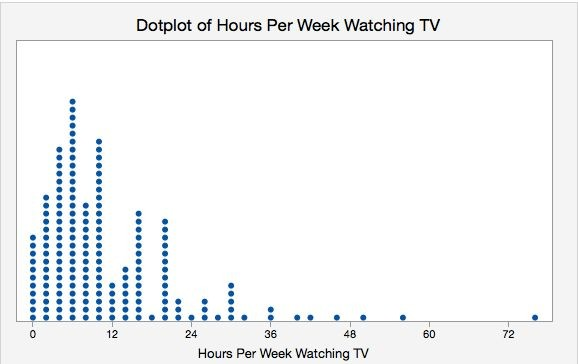 Dotplot of Hours Per Week Watching TV
0 12 24 36 48 60 72
Hours Per Week Watching TV